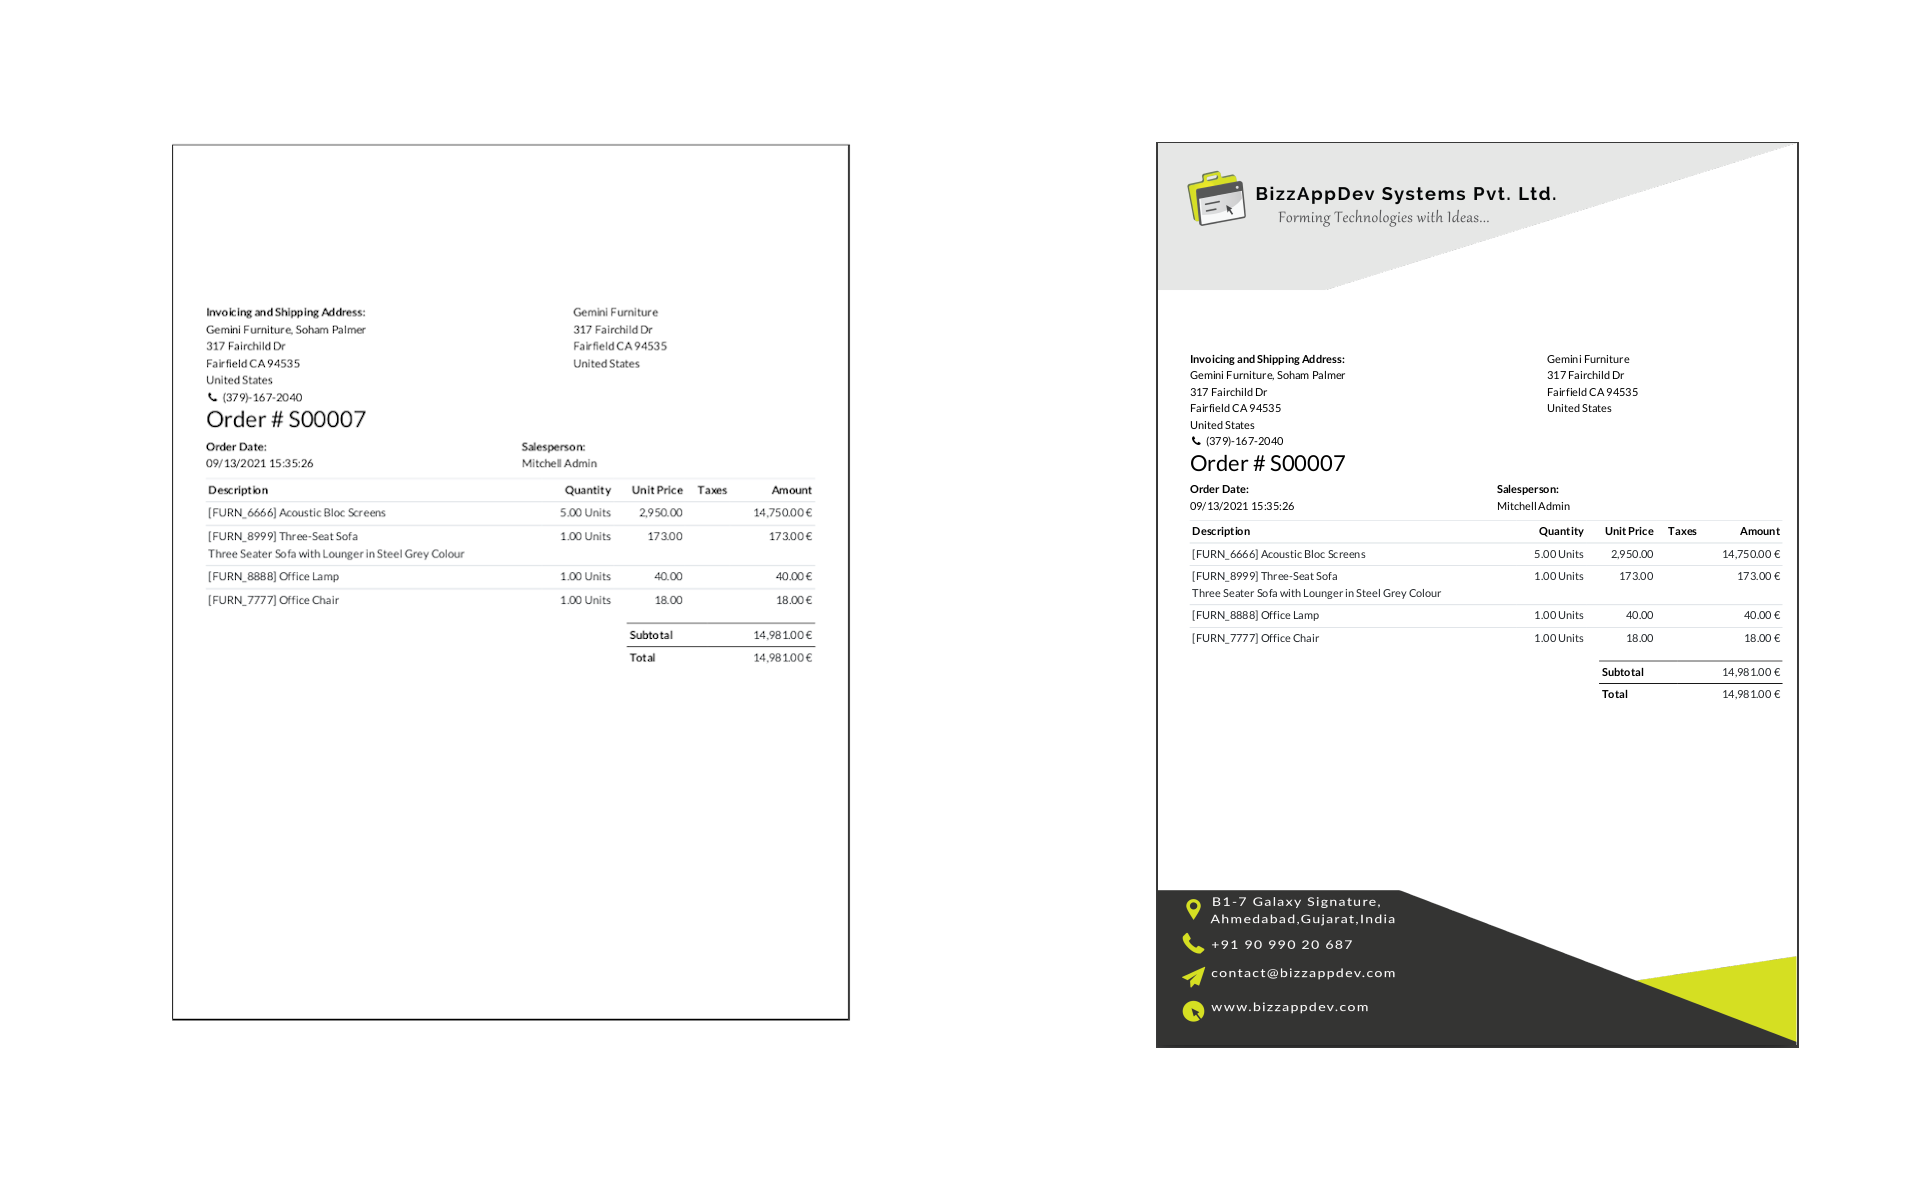 Invoicing and Shipping Address:
Gemini Furniture, Soham Palmer
317 Fairchild Dr
Fairfield CA 94535
United States
(379)-167-2040
Gemini Furniture
317 Fairchild Dr
Fairfield CA 94535
United States
Order # S00007
Order Date: Salesperson:
09/13/2021 15:35:26 Mitchell Admin
Description Quantity Unit Price Taxes Amount
[FURN_6666] Acoustic Bloc Screens 5.00 Units 2,950.00 14,750.00 €
[FURN_8999] Three-Seat Sofa 1.00 Units 173.00 173.00 €
Three Seater Sofa with Lounger in Steel Grey Colour
[FURN_8888] Office Lamp 1.00 Units 40.00 40.00 €
[FURN_7777] Office Chair 1.00 Units 18.00 18.00 €
Subtotal 14,981.00 €
Total 14,981.00 €
BizzAppDev Systems Pvt. Ltd.
Forming Technologies with Ideas...
Invoicing and Shipping Address:
Gemini Furniture, Soham Palmer
317 Fairchild Dr
Fairfield CA 94535
United States
(379)-167-2040
Gemini Furniture
317 Fairchild Dr
Fairfield CA 94535
United States
Order # S00007
Order Date: Salesperson:
09/13/2021 15:35:26 Mitchell Admin
Description Quantity Unit Price Taxes Amount
[FURN_6666] Acoustic Bloc Screens 5.00 Units 2,950.00 14,750.00 €
[FURN_8999] Three-Seat Sofa 1.00 Units 173.00 173.00 €
Three Seater Sofa with Lounger in Steel Grey Colour
[FURN_8888] Office Lamp 1.00 Units 40.00 40.00 €
[FURN_7777] Office Chair 1.00 Units 18.00 18.00 €
Subtotal 14,981.00 €
Total 14,981.00 €
B1-7 Galaxy Signature,
Ahmedabad,Gujarat,India
+91 90 990 20 687
contact@bizzappdev.com
www.bizzappdev.com